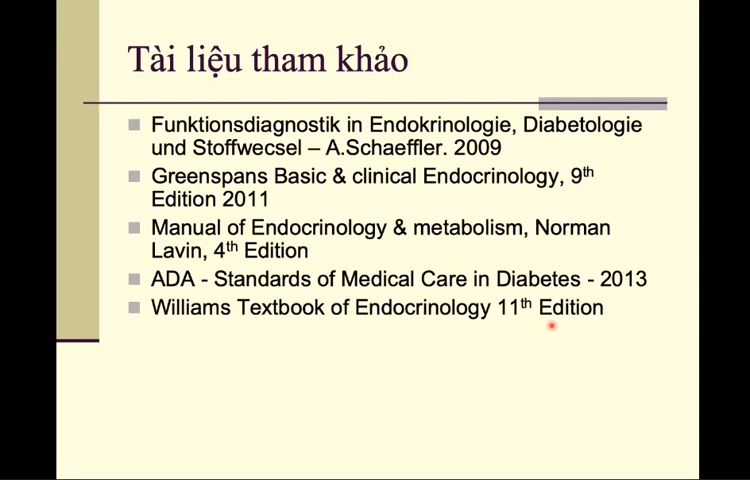 Tài liệu tham khảo
Funktionsdiagnostik in Endokrinologie, Diabetologie
und Stoffwecsel – A.Schaeffler. 2009
Greenspans Basic & clinical Endocrinology, 9th
Edition 2011
Manual of Endocrinology & metabolism, Norman
Lavin, 4th Edition
ADA - Standards of Medical Care in Diabetes - 2013
Williams Textbook of Endocrinology 11th Edition